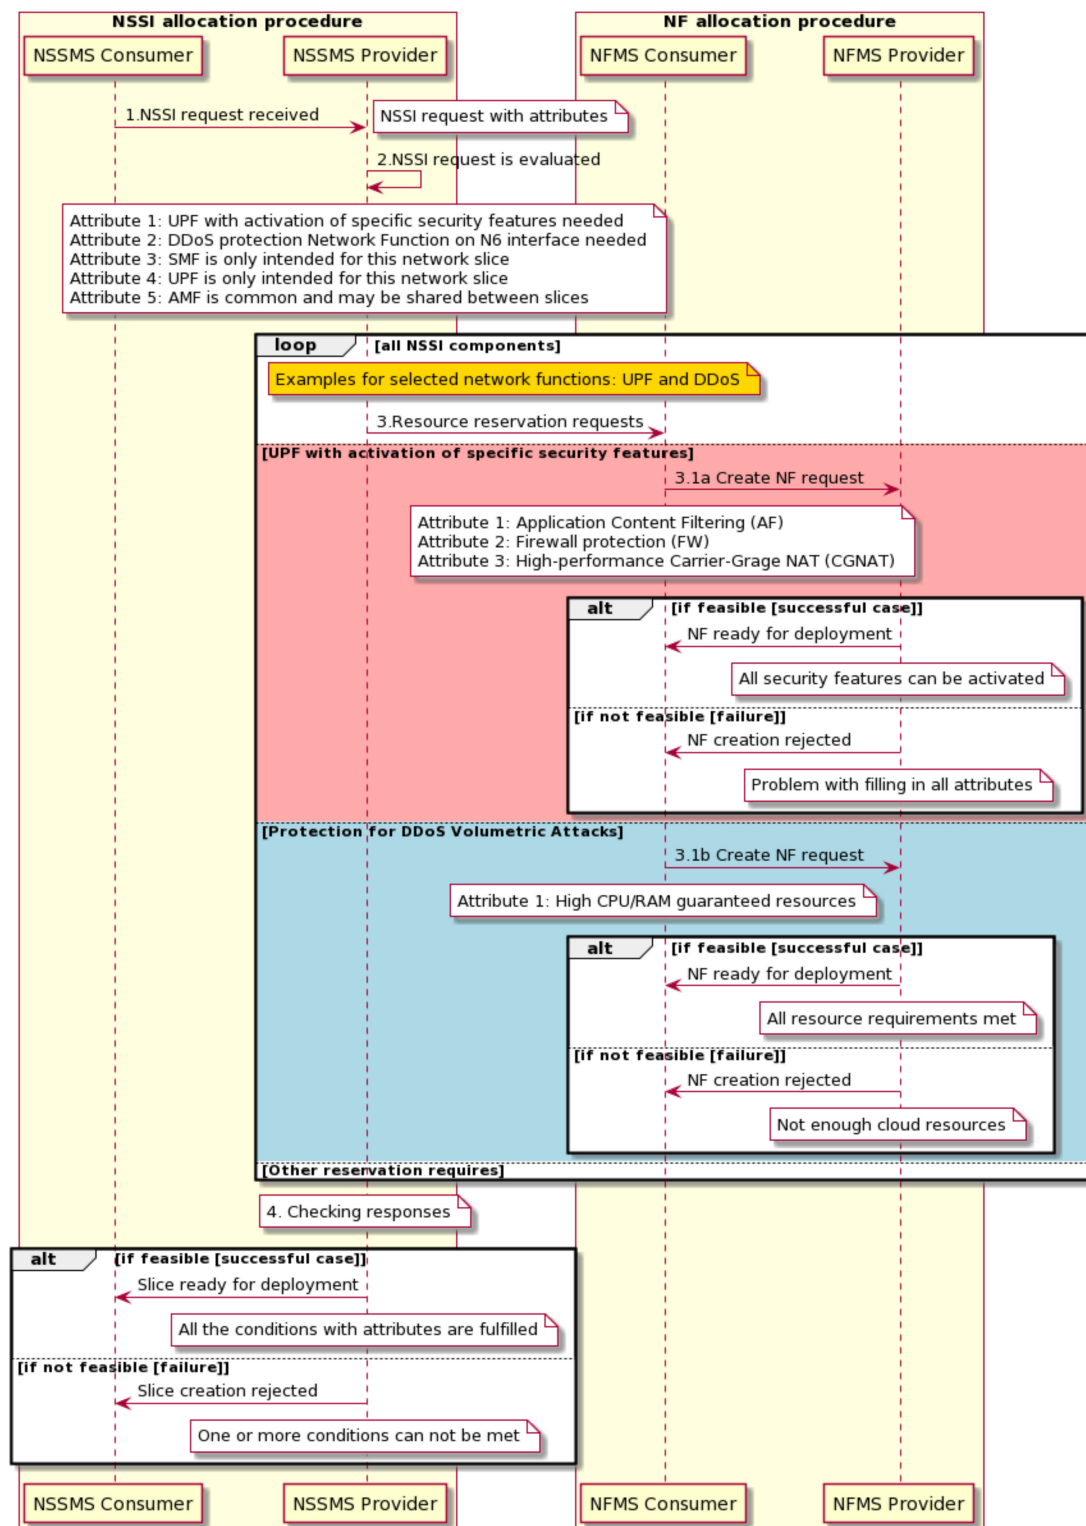 NSSI allocation procedure
NF allocation procedure
NSSMS Consumer
NSSMS Provider
NFMS Consumer
NFMS Provider
1.NSSI request received
NSSI request with attributes
2.NSSI request is evaluated
Attribute 1: UPF with activation of specific security features needed
Attribute 2: DDoS protection Network Function on N6 interface needed
Attribute 3: SMF is only intended for this network slice
Attribute 4: UPF is only intended for this network slice
Attribute 5: AMF is common and may be shared between slices
loop
[all NSSI components]
Examples for selected network functions: UPF and DDoS
3.Resource reservation requests
[UPF with activation of specific security features]
3.1a Create NF request
Attribute 1: Application Content Filtering (AF)
Attribute 2: Firewall protection (FW)
Attribute 3: High-performance Carrier-Grage NAT (CGNAT)
alt
[if feasible [successful case]]
NF ready for deployment
All security features can be activated
[if not feasible [failure]]
NF creation rejected
Problem with filling in all attributes
[Protection for DDoS Volumetric Attacks]
3.1b Create NF request
Attribute 1: High CPU/RAM guaranteed resources
alt
[if feasible [successful case]]
NF ready for deployment
All resource requirements met
[if not feasible [failure]]
NF creation rejected
Not enough cloud resources
[Other reservation requires]
4. Checking responses
alt
[if feasible [successful case]]
Slice ready for deployment
All the conditions with attributes are fulfilled
[if not feasible [failure]]
Slice creation rejected
One or more conditions can not be met
NSSMS Consumer
NSSMS Provider
NFMS Consumer
NFMS Provider